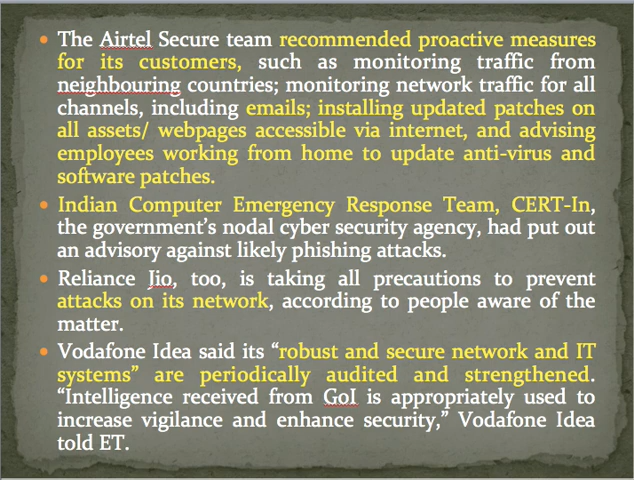 • The Airtel Secure team recommended proactive measures
for its customers, such as monitoring traffic from
neighbouring countries; monitoring network traffic for all
channels, including emails; installing updated patches on
all assets/ webpages accessible via internet, and advising
employees working from home to update anti-virus and
software patches.
• Indian Computer Emergency Response Team, CERT-In,
the government's nodal cyber security agency, had put out
an advisory against likely phishing attacks.
• Reliance Jio, too, is taking all precautions to prevent
attacks on its network, according to people aware of the
matter.
• Vodafone Idea said its “robust and secure network and IT
systems” are periodically audited and strengthened.
“Intelligence received from GoI is appropriately used to
increase vigilance and enhance security,” Vodafone Idea
told ET.